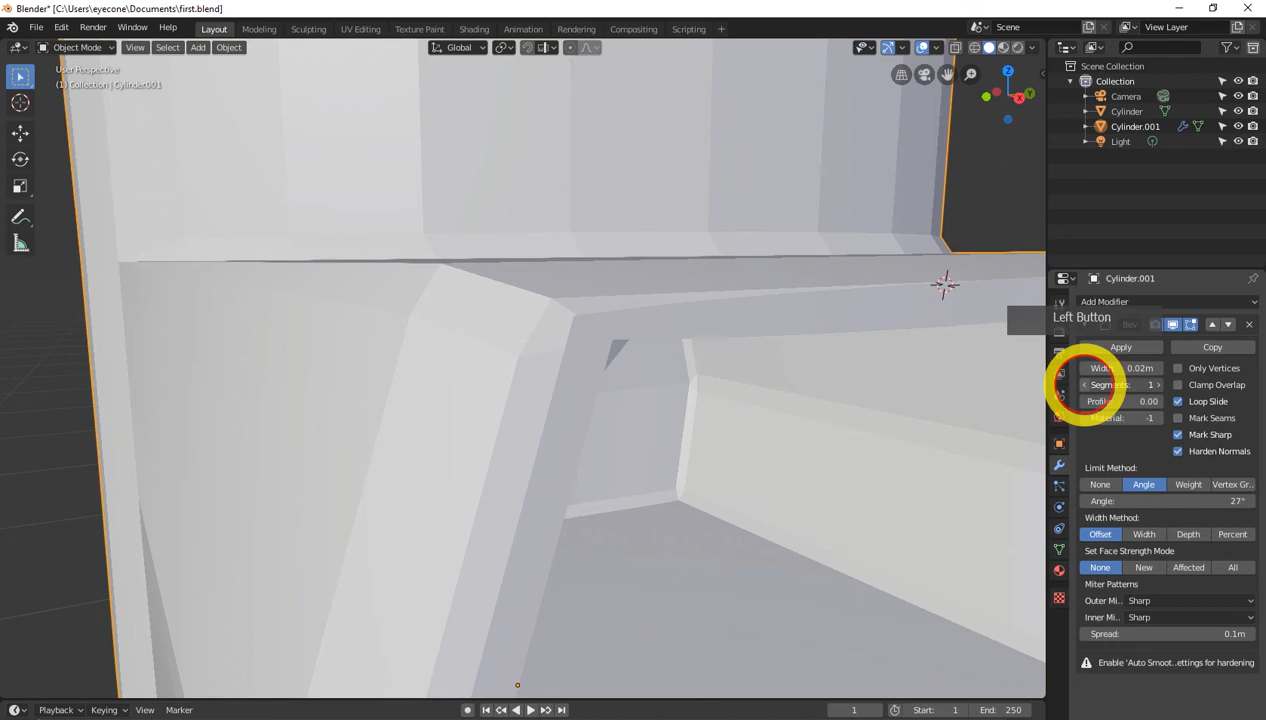 Blender* [C:\Users\eyecone\Documents\first.blend]
File Edit Render Window Help Layout Modeling Sculpting UV Editing Texture Paint Shading Animation Rendering Compositing Scripting + Scene View Layer
Object Mode View Select Add Object Global
User Perspective
(1) Collection | Cylinder.001
Scene Collection
Collection
Camera
Cylinder
Cylinder.001
Light
Z
X
Y
Cylinder.001
Add Modifier
Left Button
Bev
Apply Copy
Width 0.02m Only Vertices
Segments: 1 Clamp Overlap
Profile 0.00 Loop Slide
Material: -1 Mark Seams
Mark Sharp
Harden Normals
Limit Method:
None Angle Weight Vertex Gr..
Angle: 27°
Width Method:
Offset Width Depth Percent
Set Face Strength Mode
None New Affected All
Miter Patterns
Outer Mi.. Sharp
Inner Mi.. Sharp
Spread: 0.1m
Enable 'Auto Smoot..ettings for hardening
Playback Keying View Marker 1 Start: 1 End: 250